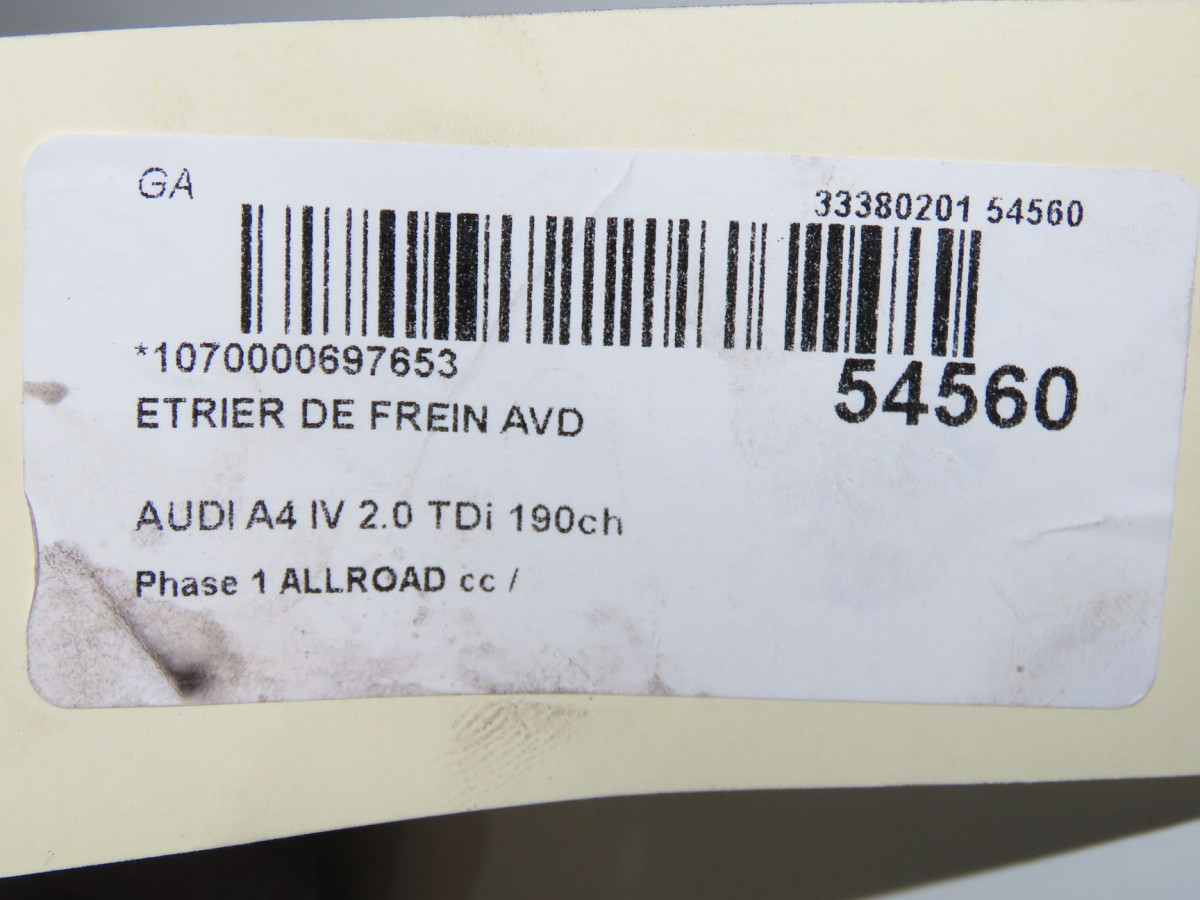 GA
33380201 54560
*1070000697653
54560
ETRIER DE FREIN AVD
AUDI A4 IV 2.0 TDi 190ch
Phase 1 ALLROAD cc /